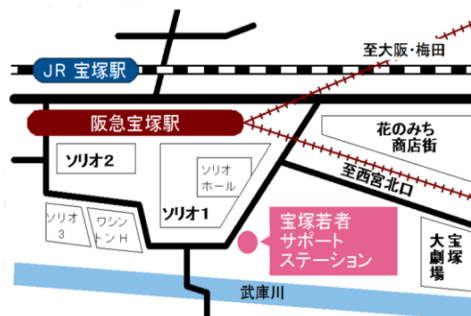 至大阪・梅田
JR 宝塚駅
阪急宝塚駅
花のみち
商店街
ソリオ2
ソリオ
ホール
至西宮北口
ソリオ1
ソリオ
3
ワシン
トンH
宝塚若者
サポート
ステーション
宝塚
大劇場
武庫川